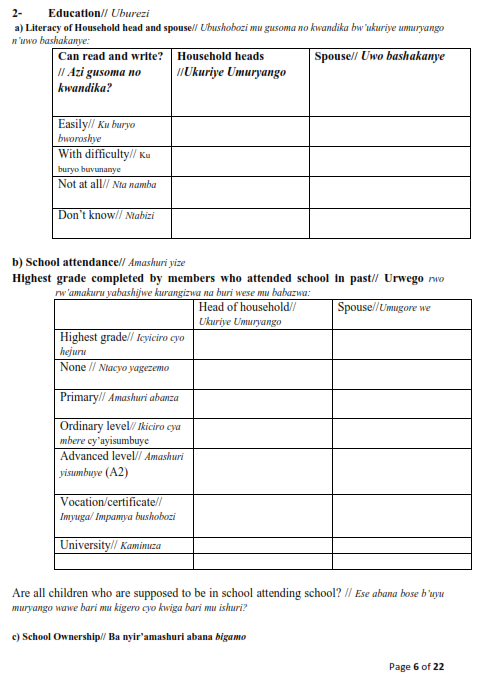 2- Education// Uburezi
a) Literacy of Household head and spouse// Ubushobozi mu gusoma no kwandika bw'ukuriye umuryango
n'uwo bashakanye:
Can read and write? Household heads Spouse// Uwo bashakanye
// Azi gusoma no //Ukuriye Umuryango
kwandika?
Easily// Ku buryo
bworoshye
With difficulty// Ku
buryo buvunanye
Not at all// Nta namba
Don't know// Ntabizi
b) School attendance// Amashuri yize
Highest grade completed by members who attended school in past// Urwego rwo
rw'amakuru yabashijwe kurangizwa na buri wese mu babazwa:
Head of household// Spouse//Umugore we
Ukuriye Umuryango
Highest grade// Icyiciro cyo
hejuru
None // Ntacyo yagezemo
Primary// Amashuri abanza
Ordinary level// Ikiciro cya
mbere cy'ayisumbuye
Advanced level// Amashuri
yisumbuye (A2)
Vocation/certificate//
Imyuga/ Impamya bushobozi
University// Kaminuza
Are all children who are supposed to be in school attending school? // Ese abana bose b'uyu
muryango wawe bari mu kigero cyo kwiga bari mu ishuri?
c) School Ownership// Ba nyir'amashuri abana bigamo
Page 6 of 22